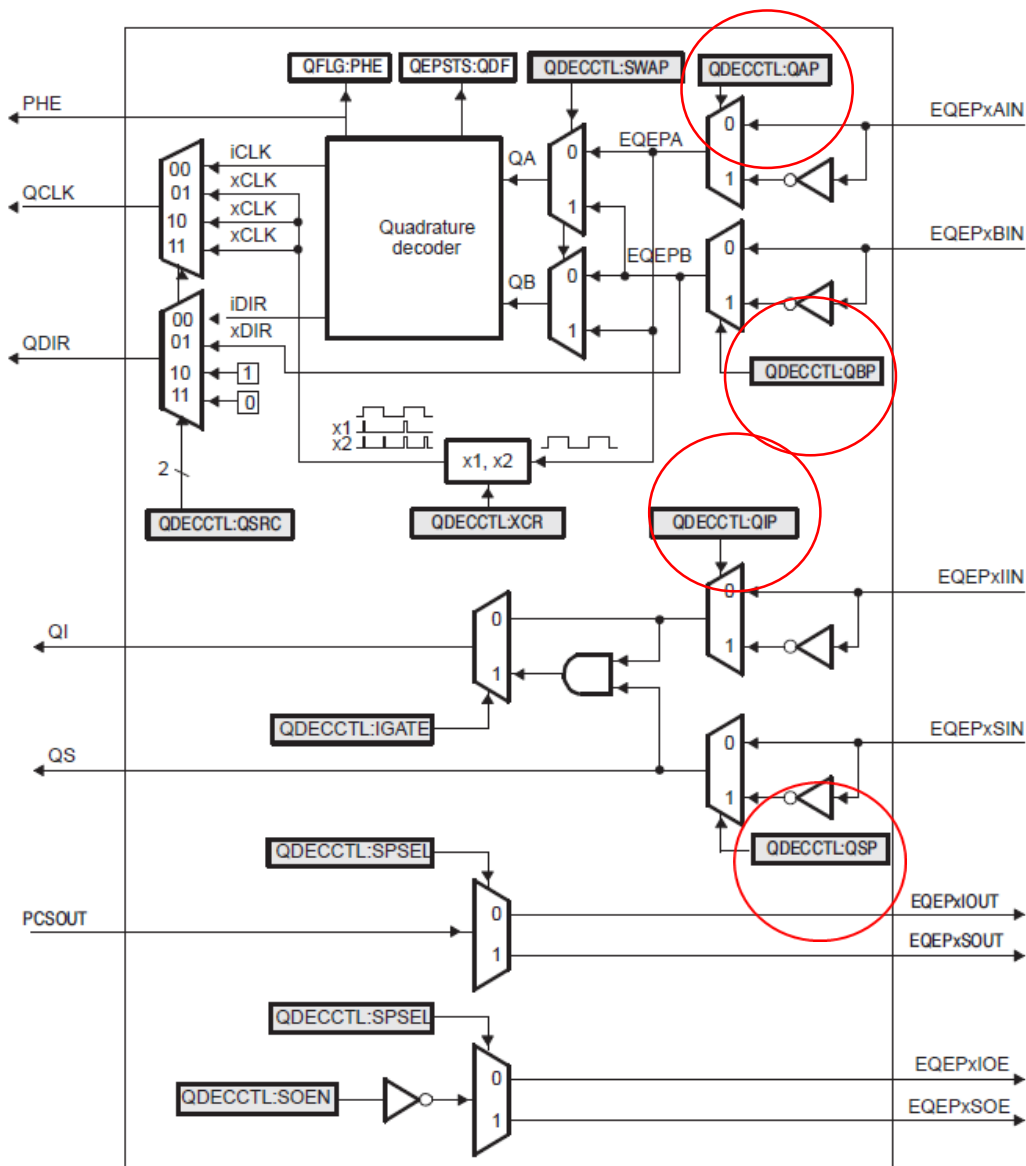 QFLG:PHE QEPSTS:QDF QDECCTL:SWAP QDECCTL:QAP
PHE
EQEPxAIN
0
1
QA
0
1
EQEPA
iCLK
xCLK
xCLK
xCLK
00
01
10
11
QCLK
Quadrature
decoder
EQEPxBIN
0
1
EQEPB
QB
0
1
iDIR
xDIR
00
01
10
11
1
0
QDIR
QDECCTL:QBP
x1
x2
x1, x2
2
QDECCTL:QSRC
QDECCTL:XCR
QDECCTL:QIP
EQEPxIIN
0
1
QI
0
1
QDECCTL:IGATE
EQEPxSIN
0
1
QS
QDECCTL:QSP
QDECCTL:SPSEL
PCSOUT
0
1
EQEPxIOUT
EQEPxSOUT
QDECCTL:SPSEL
QDECCTL:SOEN
0
1
EQEPxIOE
EQEPxSOE